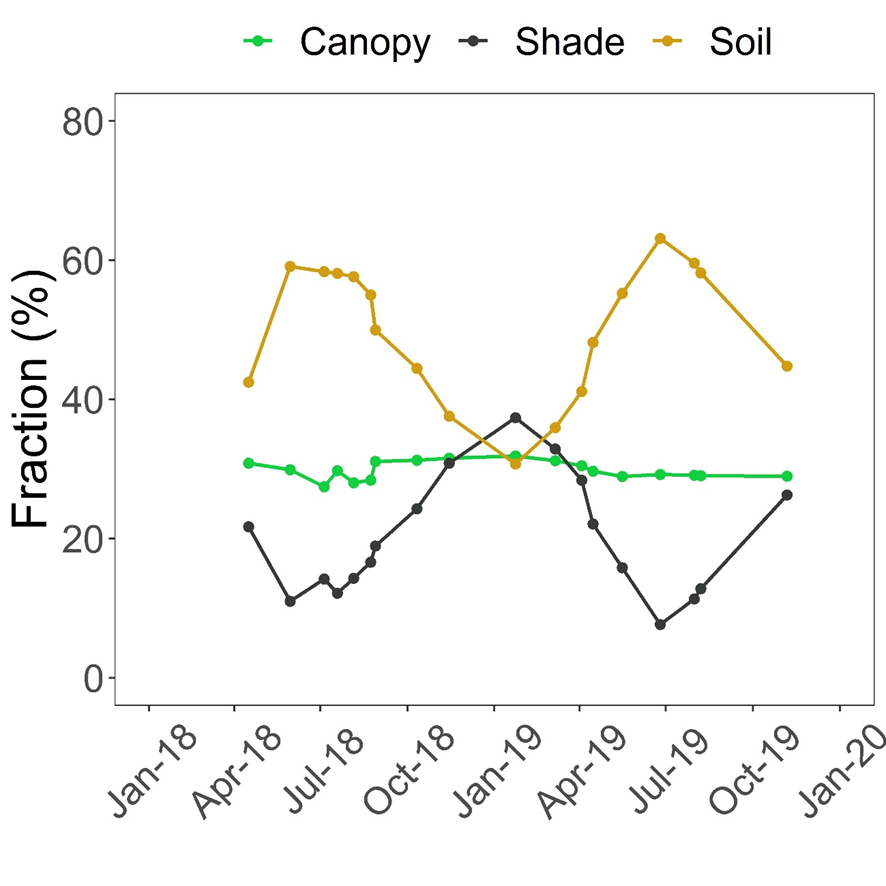 Canopy Shade Soil
Fraction (%)
80
60
40
20
0
Jan-18 Apr-18 Jul-18 Oct-18 Jan-19 Apr-19 Jul-19 Oct-19 Jan-20